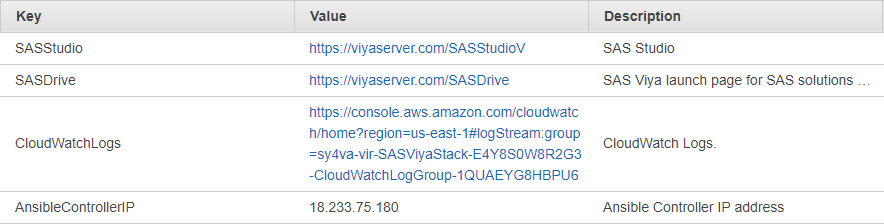 Key Value Description
SASStudio https://viyaserver.com/SASStudioV SAS Studio
SASDrive https://viyaserver.com/SASDrive SAS Viya launch page for SAS solutions …
https://console.aws.amazon.com/cloudwatc
h/home?region=us-east-1#logStream:group
CloudWatchLogs =sy4va-vir-SASViyaStack-E4Y8S0W8R2G3 CloudWatch Logs.
-CloudWatchLogGroup-1QUAEYG8HBPU6
AnsibleControllerIP 18.233.75.180 Ansible Controller IP address